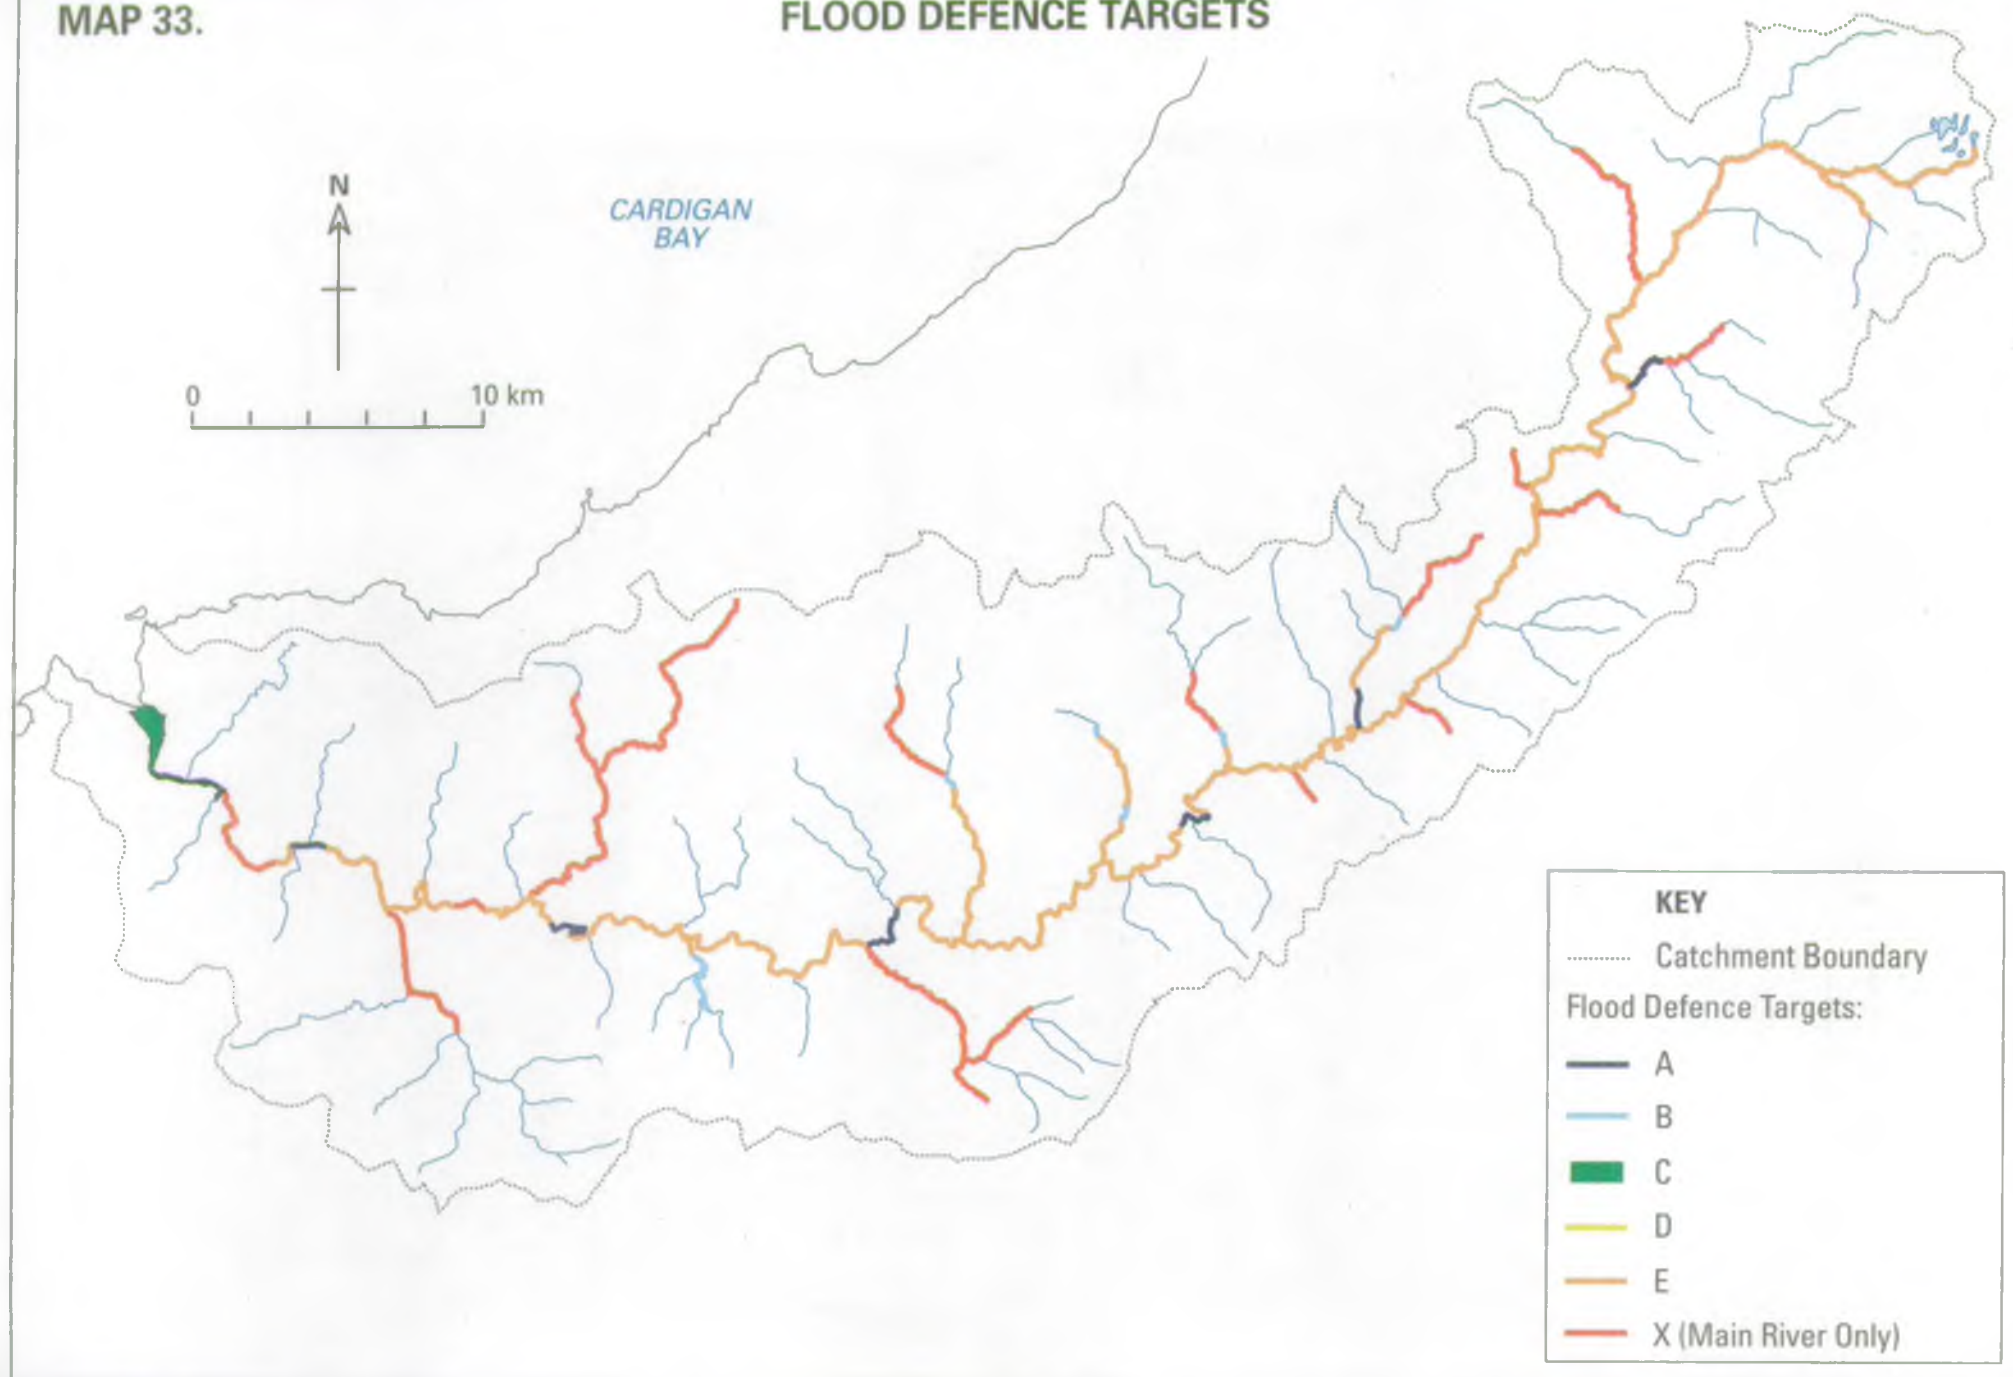 MAP 33.
FLOOD DEFENCE TARGETS
N
CARDIGAN
BAY
0
10 km
KEY
Catchment Boundary
Flood Defence Targets:
A
B
C
D
E
X (Main River Only)